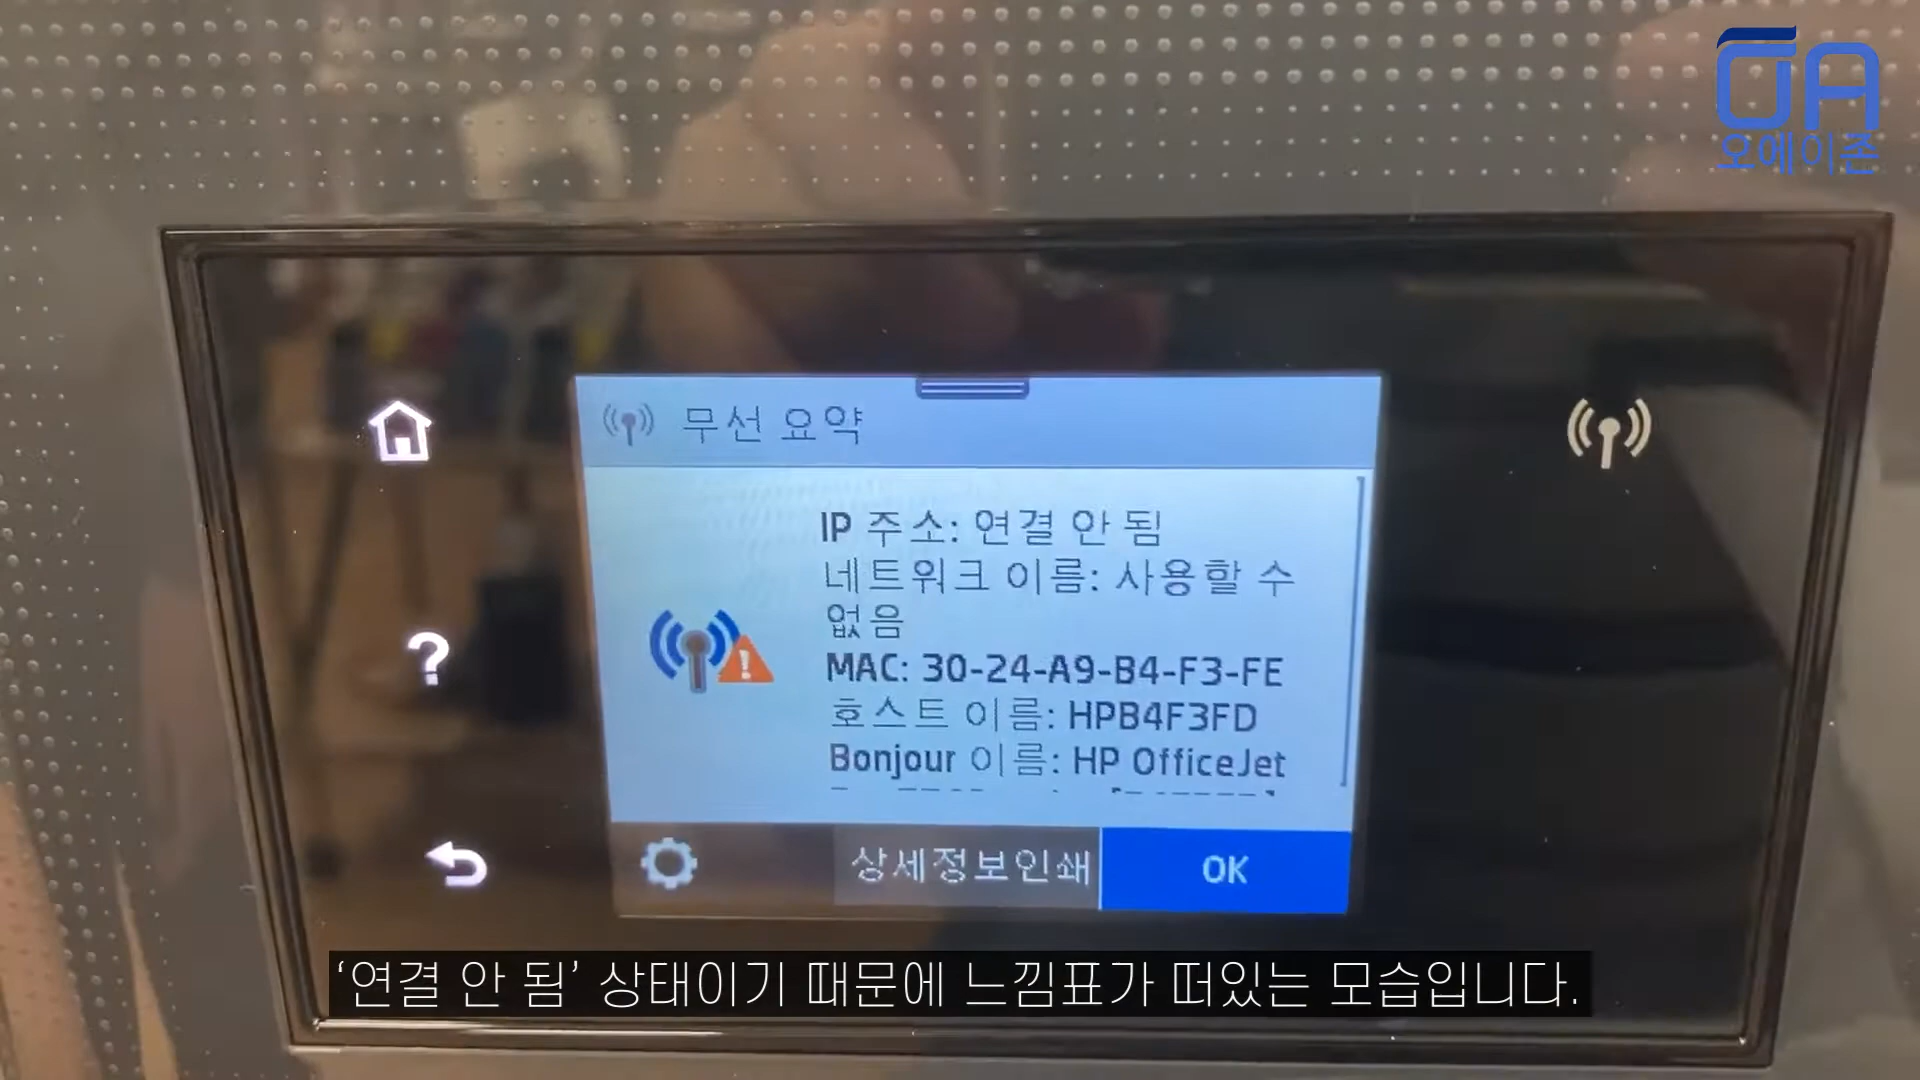 OA
오에이존
무선 요약
IP 주소: 연결 안 됨
네트워크 이름: 사용할 수
없음
MAC: 30-24-A9-B4-F3-FE
호스트 이름: HPB4F3FD
Bonjour 이름: HP OfficeJet
상세정보인쇄
OK
‘연결 안 됨’ 상태이기 때문에 느낌표가 떠있는 모습입니다.